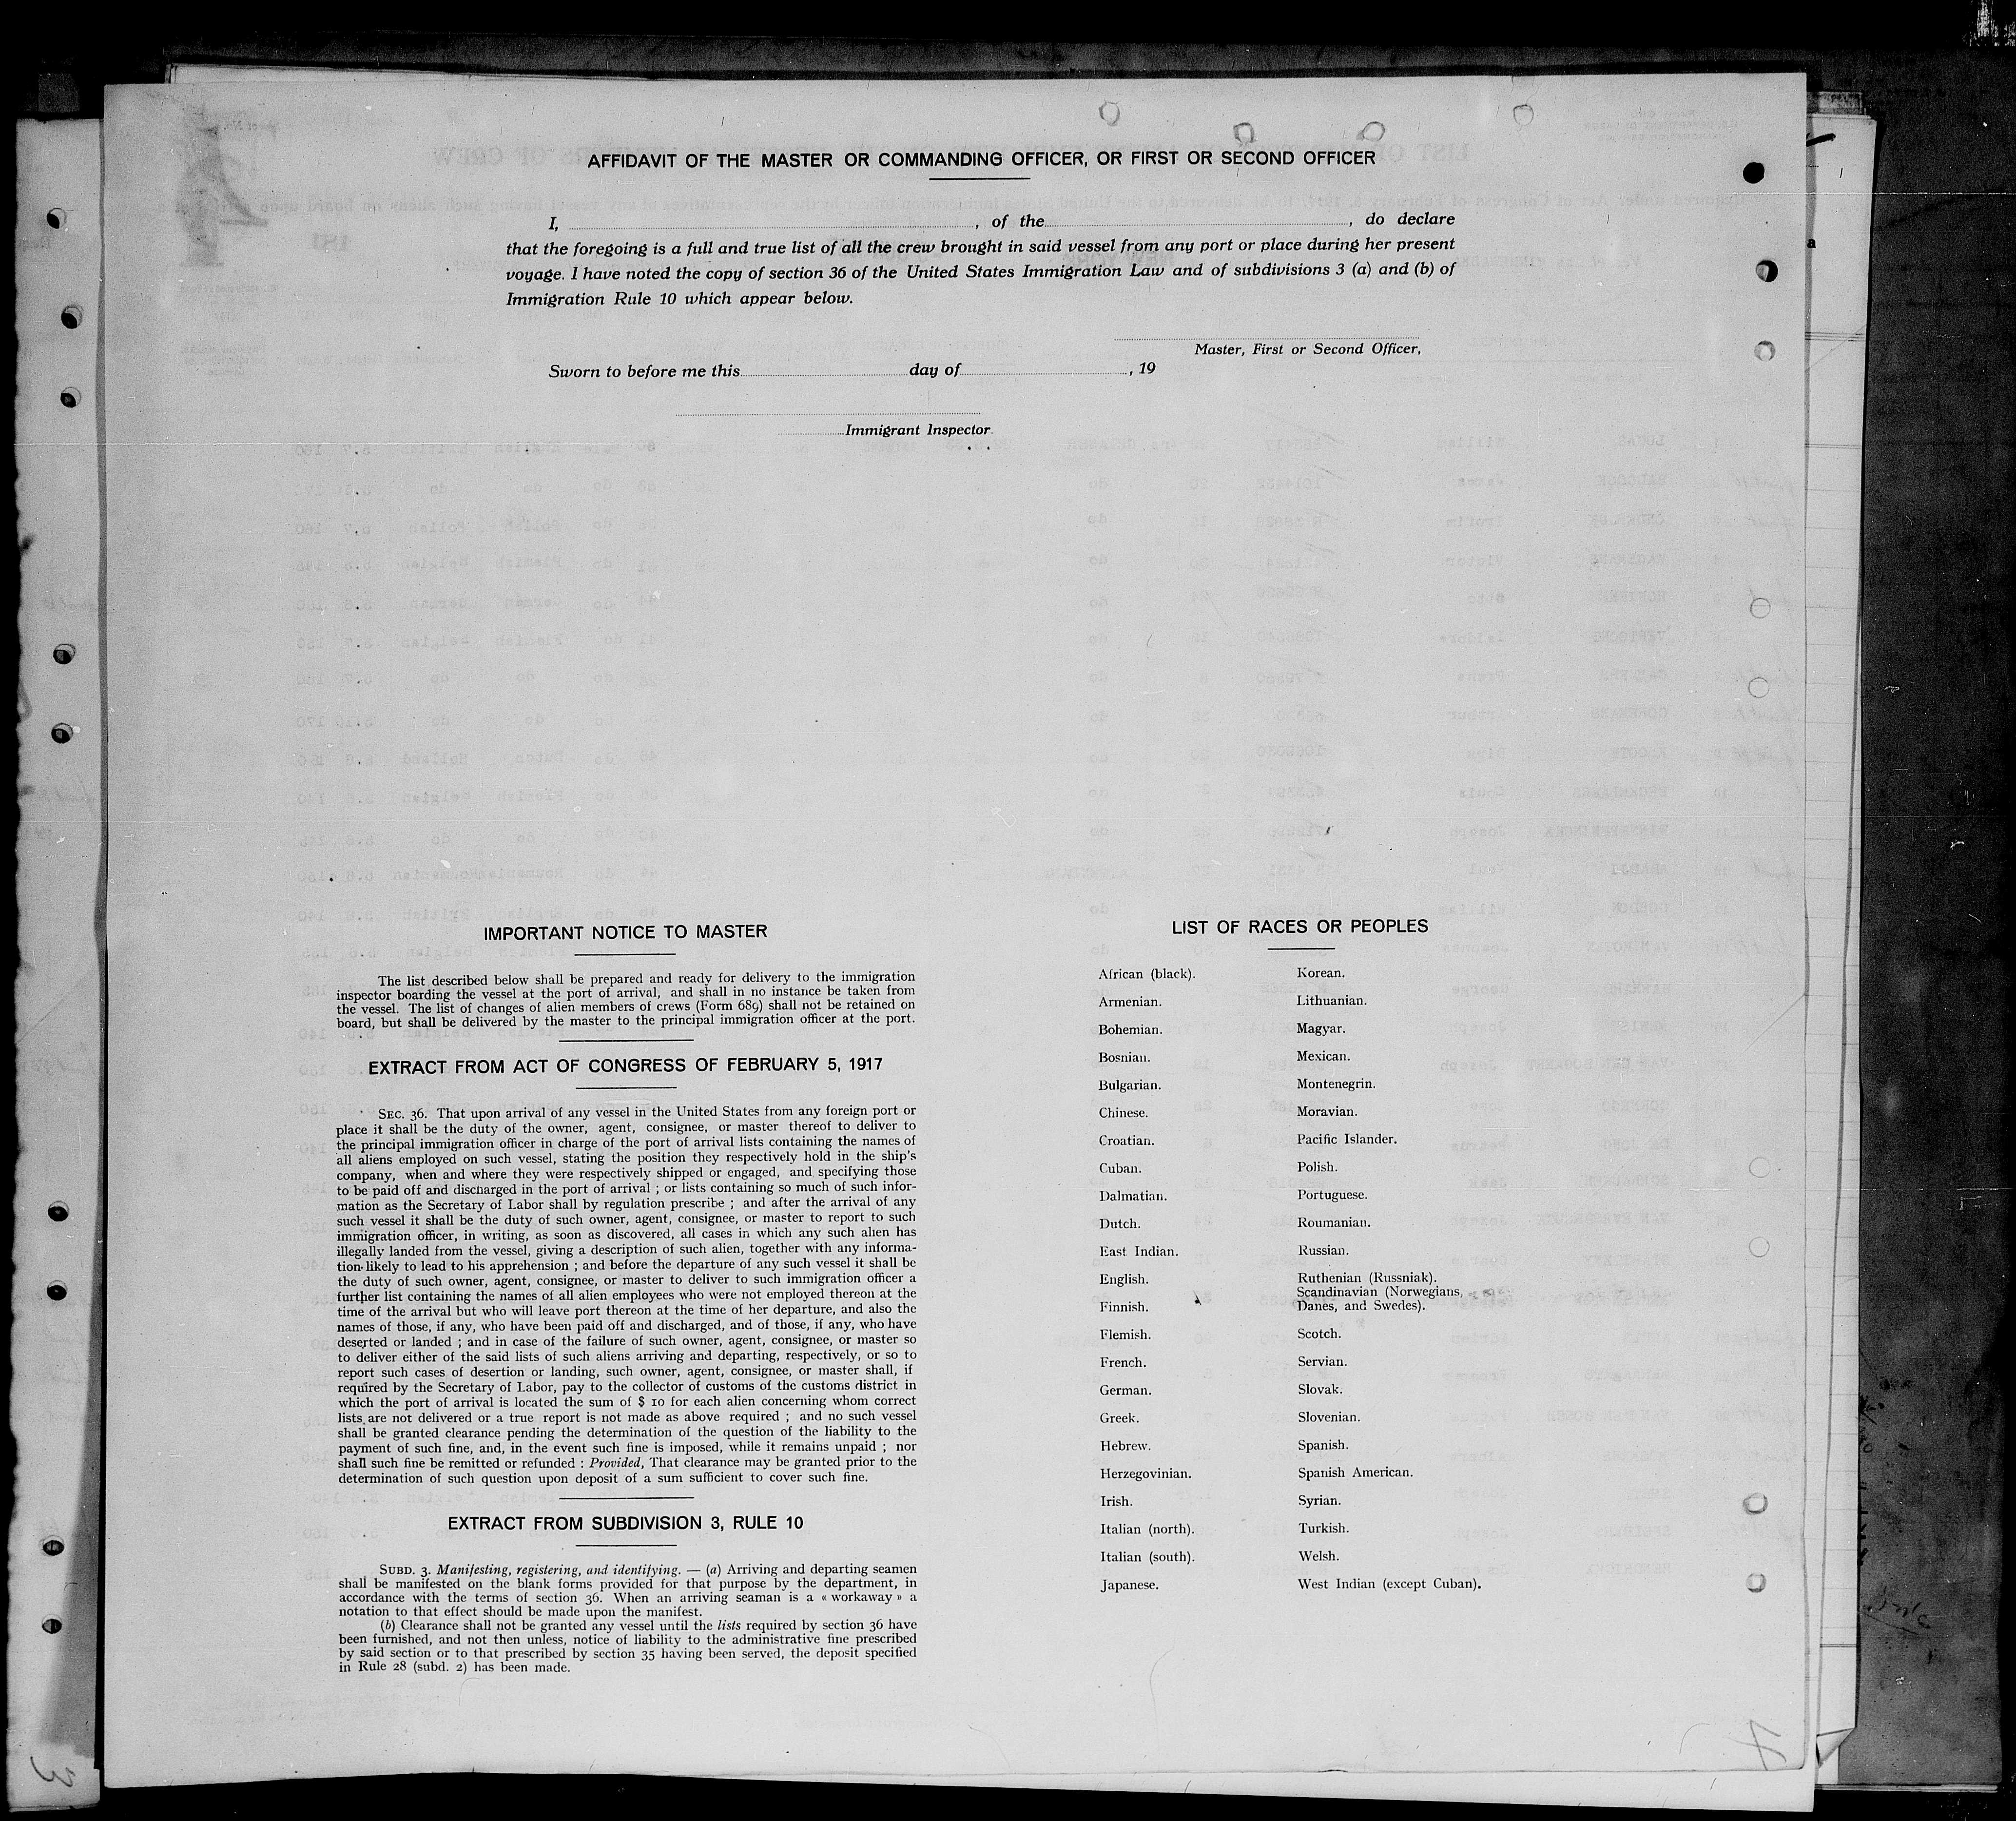 AFFIDAVIT OF THE MASTER OR COMMANDING OFFICER, OR FIRST OR SECOND OFFICER
I, , of the , do declare
that the foregoing is a full and true list of all the crew brought in said vessel from any port or place during her present
voyage. I have noted the copy of section 36 of the United States Immigration Law and of subdivisions 3 (a) and (b) of
Immigration Rule 10 which appear below.
Master, First or Second Officer,
Sworn to before me this day of , 19
Immigrant Inspector.
IMPORTANT NOTICE TO MASTER
The list described below shall be prepared and ready for delivery to the immigration
inspector boarding the vessel at the port of arrival, and shall in no instance be taken from
the vessel. The list of changes of alien members of crews (Form 689) shall not be retained on
board, but shall be delivered by the master to the principal immigration officer at the port.
EXTRACT FROM ACT OF CONGRESS OF FEBRUARY 5, 1917
SEC. 36. That upon arrival of any vessel in the United States from any foreign port or
place it shall be the duty of the owner, agent, consignee, or master thereof to deliver to
the principal immigration officer in charge of the port of arrival lists containing the names of
all aliens employed on such vessel, stating the position they respectively hold in the ship's
company, when and where they were respectively shipped or engaged, and specifying those
to be paid off and discharged in the port of arrival ; or lists containing so much of such infor-
mation as the Secretary of Labor shall by regulation prescribe ; and after the arrival of any
such vessel it shall be the duty of such owner, agent, consignee, or master to report to such
immigration officer, in writing, as soon as discovered, all cases in which any such alien has
illegally landed from the vessel, giving a description of such alien, together with any informa-
tion likely to lead to his apprehension ; and before the departure of any such vessel it shall be
the duty of such owner, agent, consignee, or master to deliver to such immigration officer a
further list containing the names of all alien employees who were not employed thereon at the
time of the arrival but who will leave port thereon at the time of her departure, and also the
names of those, if any, who have been paid off and discharged, and of those, if any, who have
deserted or landed ; and in case of the failure of such owner, agent, consignee, or master so
to deliver either of the said lists of such aliens arriving and departing, respectively, or so to
report such cases of desertion or landing, such owner, agent, consignee, or master shall, if
required by the Secretary of Labor, pay to the collector of customs of the customs district in
which the port of arrival is located the sum of $ 10 for each alien concerning whom correct
lists are not delivered or a true report is not made as above required ; and no such vessel
shall be granted clearance pending the determination of the question of the liability to the
payment of such fine, and, in the event such fine is imposed, while it remains unpaid ; nor
shall such fine be remitted or refunded : Provided, That clearance may be granted prior to the
determination of such question upon deposit of a sum sufficient to cover such fine.
EXTRACT FROM SUBDIVISION 3, RULE 10
SUBD. 3. Manifesting, registering, and identifying. — (a) Arriving and departing seamen
shall be manifested on the blank forms provided for that purpose by the department, in
accordance with the terms of section 36. When an arriving seaman is a « workaway » a
notation to that effect should be made upon the manifest.
(b) Clearance shall not be granted any vessel until the lists required by section 36 have
been furnished, and not then unless, notice of liability to the administrative fine prescribed
by said section or to that prescribed by section 35 having been served, the deposit specified
in Rule 28 (subd. 2) has been made.
LIST OF RACES OR PEOPLES
African (black).
Armenian.
Bohemian.
Bosnian.
Bulgarian.
Chinese.
Croatian.
Cuban.
Dalmatian.
Dutch.
East Indian.
English.
Finnish.
Flemish.
French.
German.
Greek.
Hebrew.
Herzegovinian.
Irish.
Italian (north).
Italian (south).
Japanese.
Korean.
Lithuanian.
Magyar.
Mexican.
Montenegrin.
Moravian.
Pacific Islander.
Polish.
Portuguese.
Roumanian.
Russian.
Ruthenian (Russniak).
Scandinavian (Norwegians,
Danes, and Swedes).
Scotch.
Servian.
Slovak.
Slovenian.
Spanish.
Spanish American.
Syrian.
Turkish.
Welsh.
West Indian (except Cuban).
3